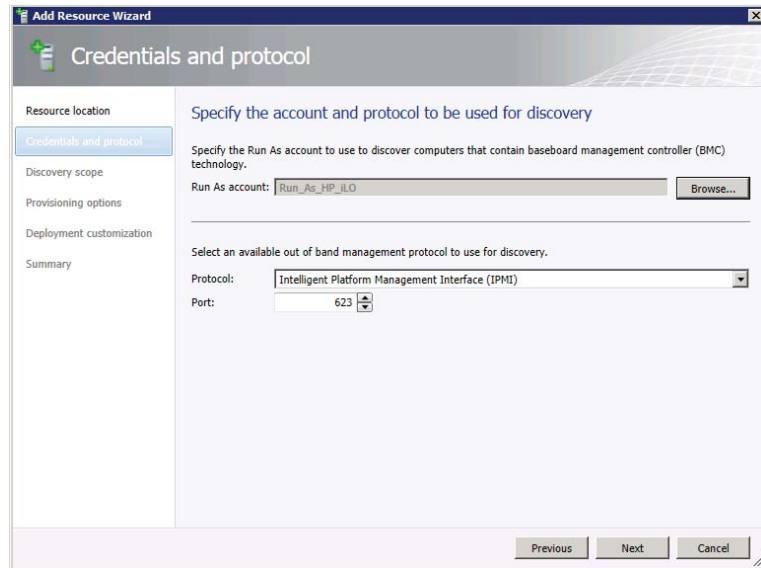 Add Resource Wizard
Credentials and protocol
Resource location
Credentials and protocol
Discovery scope
Provisioning options
Deployment customization
Summary
Specify the account and protocol to be used for discovery
Specify the Run As account to use to discover computers that contain baseboard management controller (BMC)
technology.
Run As account: Run_As_HP_iLO Browse...
Select an available out of band management protocol to use for discovery.
Protocol: Intelligent Platform Management Interface (IPMI)
Port: 623
Previous Next Cancel